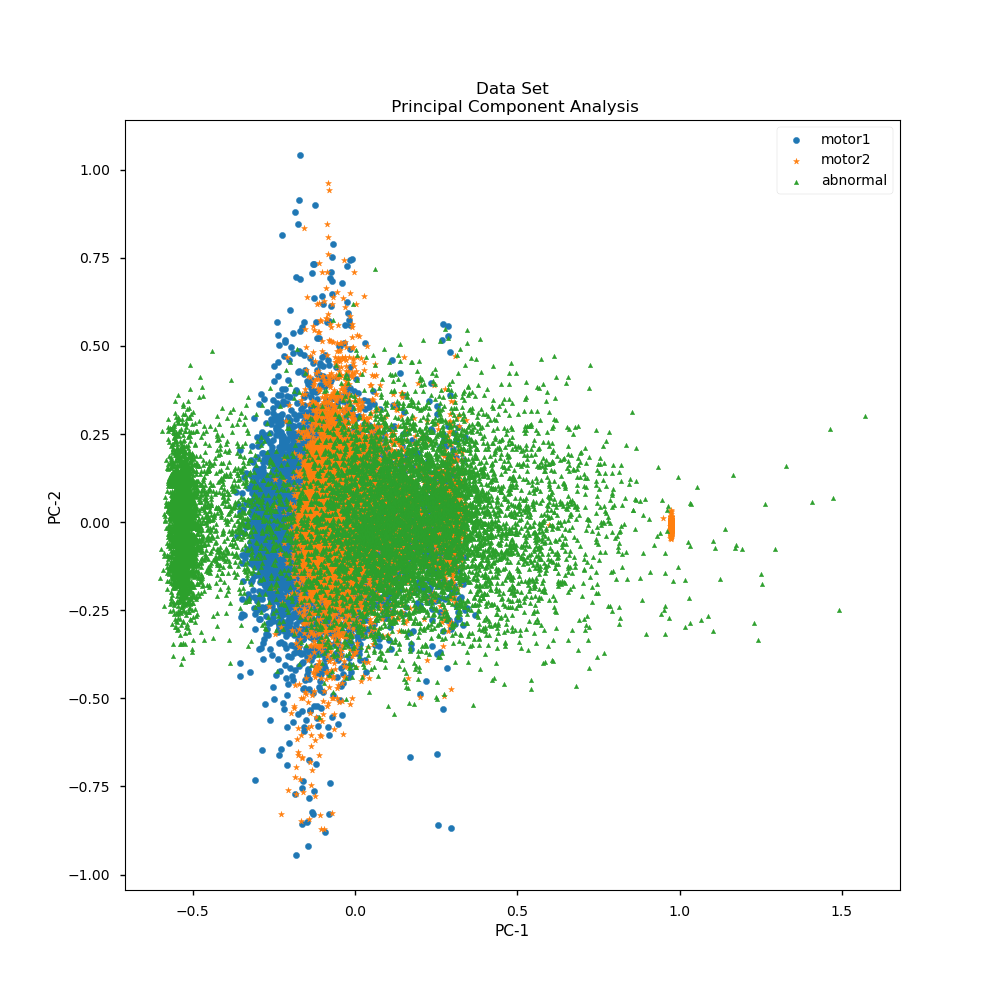 Data Set
Principal Component Analysis
motor1
motor2
abnormal
1.00
0.75
0.50
0.25
0.00
−0.25
−0.50
−0.75
−1.00
PC-2
−0.5
0.0
0.5
1.0
1.5
PC-1